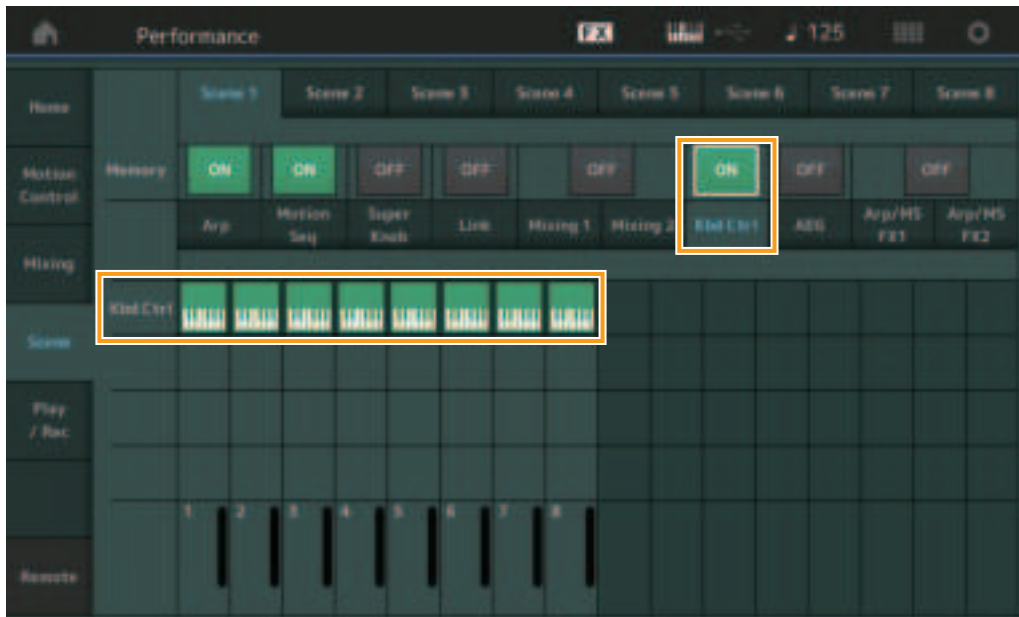 Performance
FX
125
Home
Motion
Control
Mixing
Scene
Play
/ Rec
Remote
Scene 1 Scene 2 Scene 3 Scene 4 Scene 5 Scene 6 Scene 7 Scene 8
Memory ON ON OFF OFF OFF ON OFF OFF
Arp Motion Seq Super Knob Link Mixing 1 Mixing 2 Kbd Ctrl AEG Arp/MS FX1 Arp/MS FX2
Kbd Ctrl
1 2 3 4 5 6 7 8